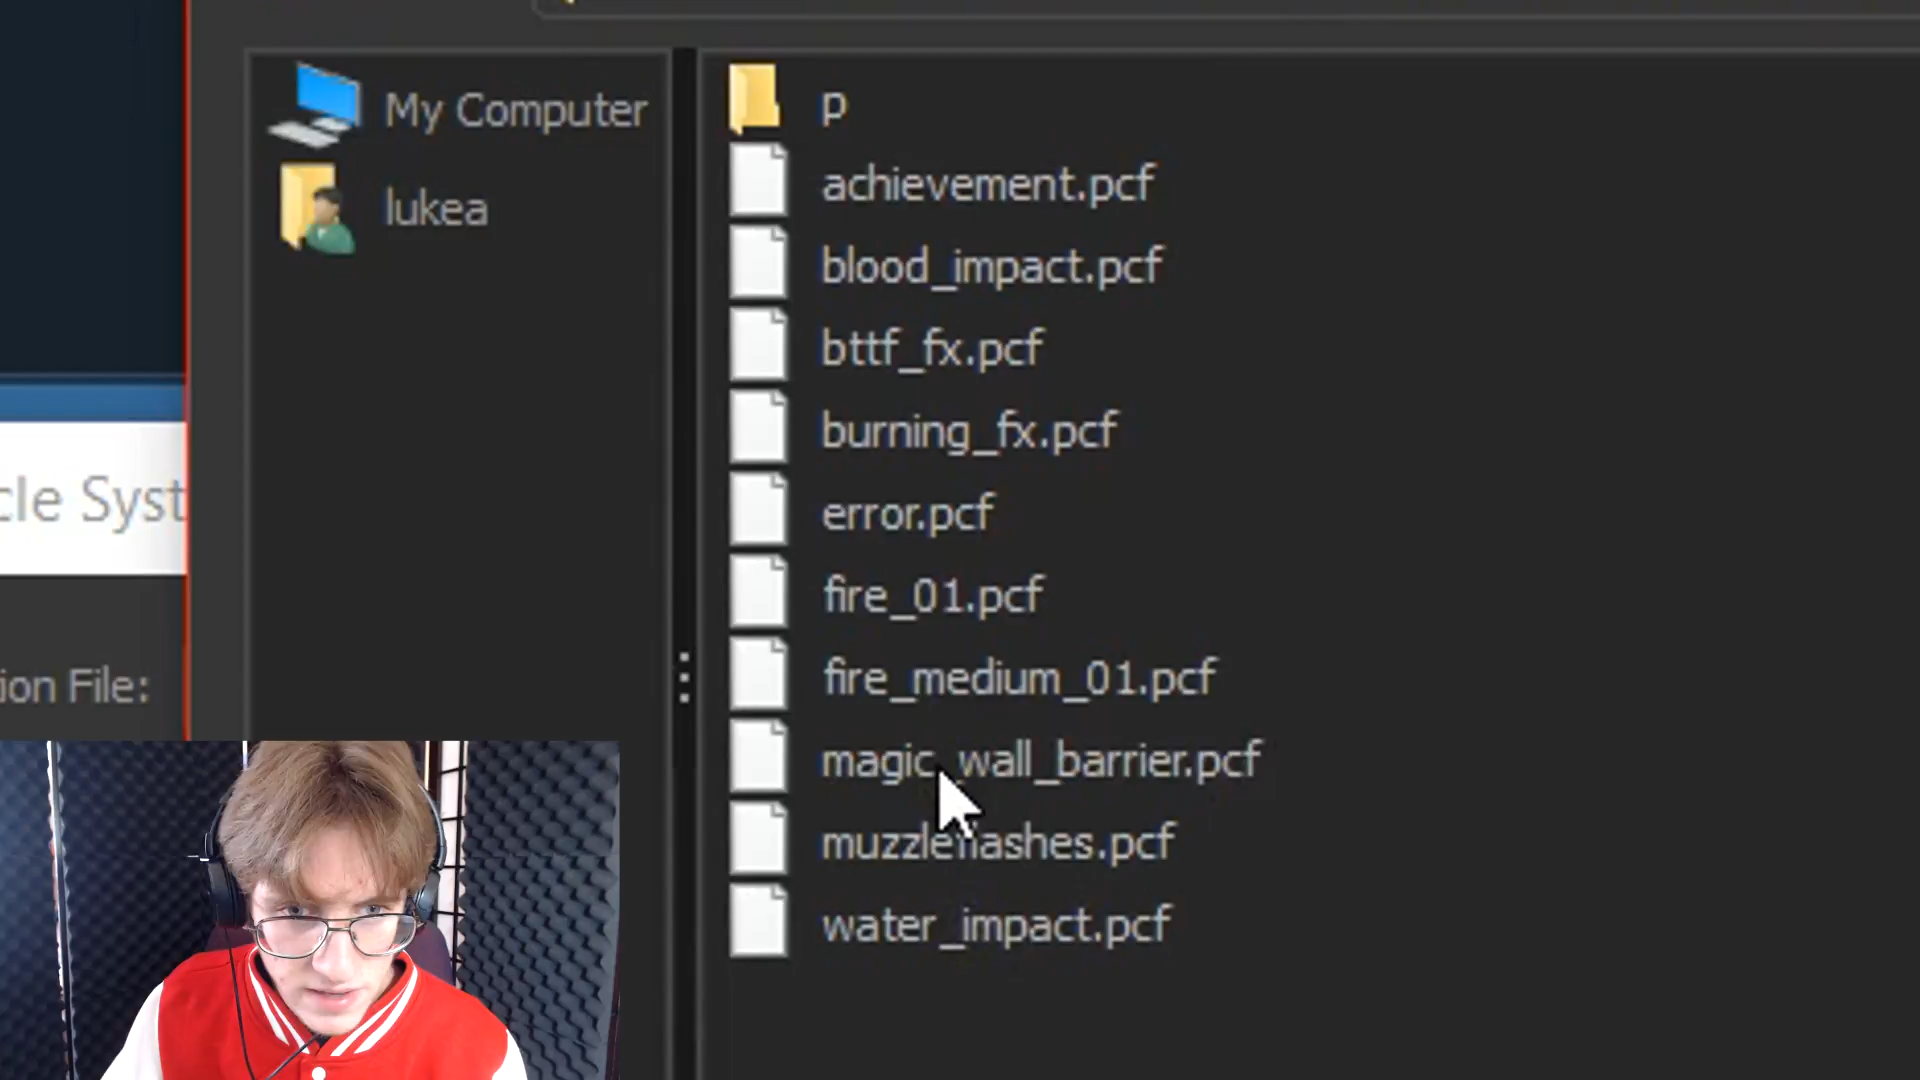 My Computer
lukea
p
achievement.pcf
blood_impact.pcf
bttf_fx.pcf
burning_fx.pcf
error.pcf
fire_01.pcf
fire_medium_01.pcf
magic_wall_barrier.pcf
muzzleflashes.pcf
water_impact.pcf
cle Syst
ion File: